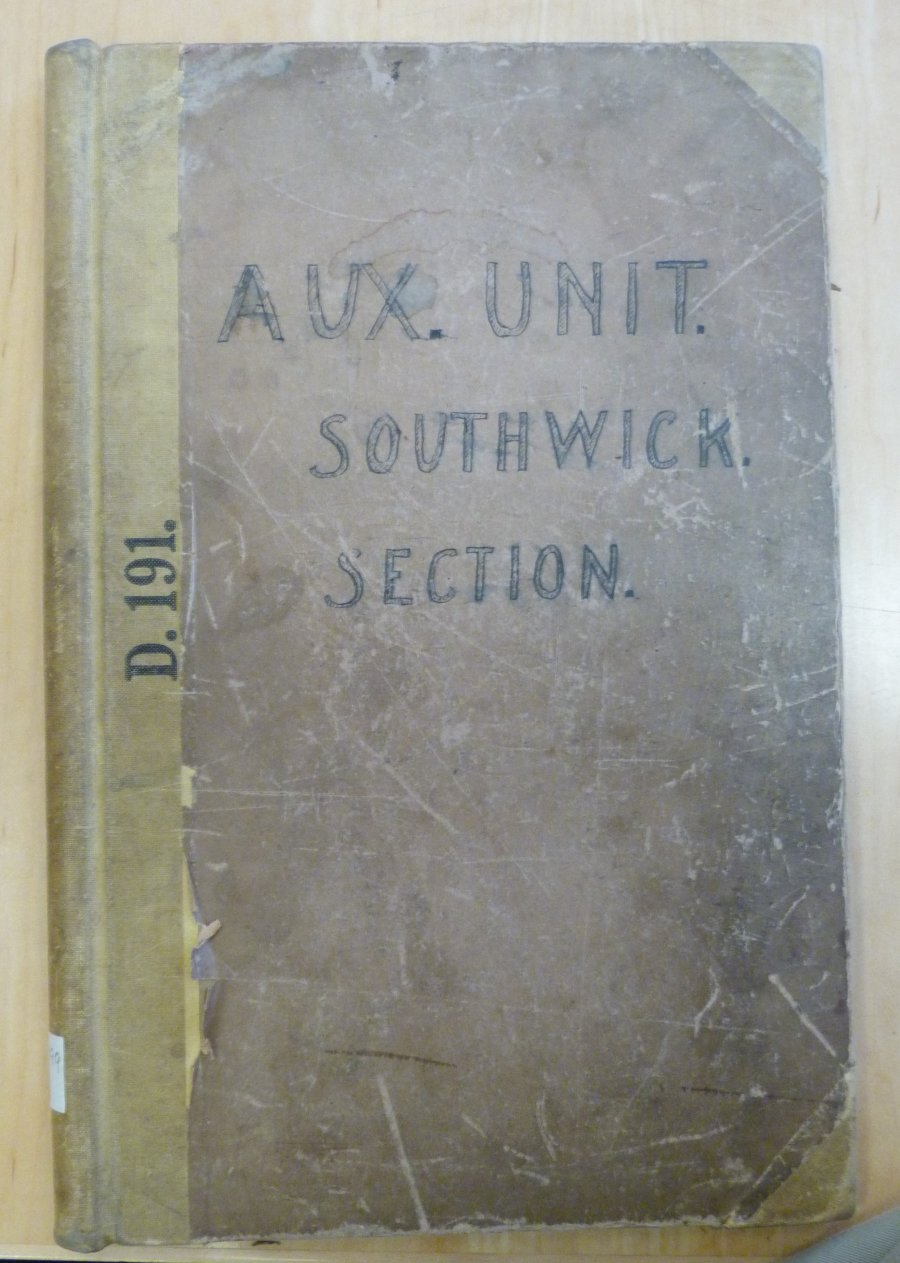 AUX. UNIT.
SOUTHWICK.
SECTION.
D. 191.